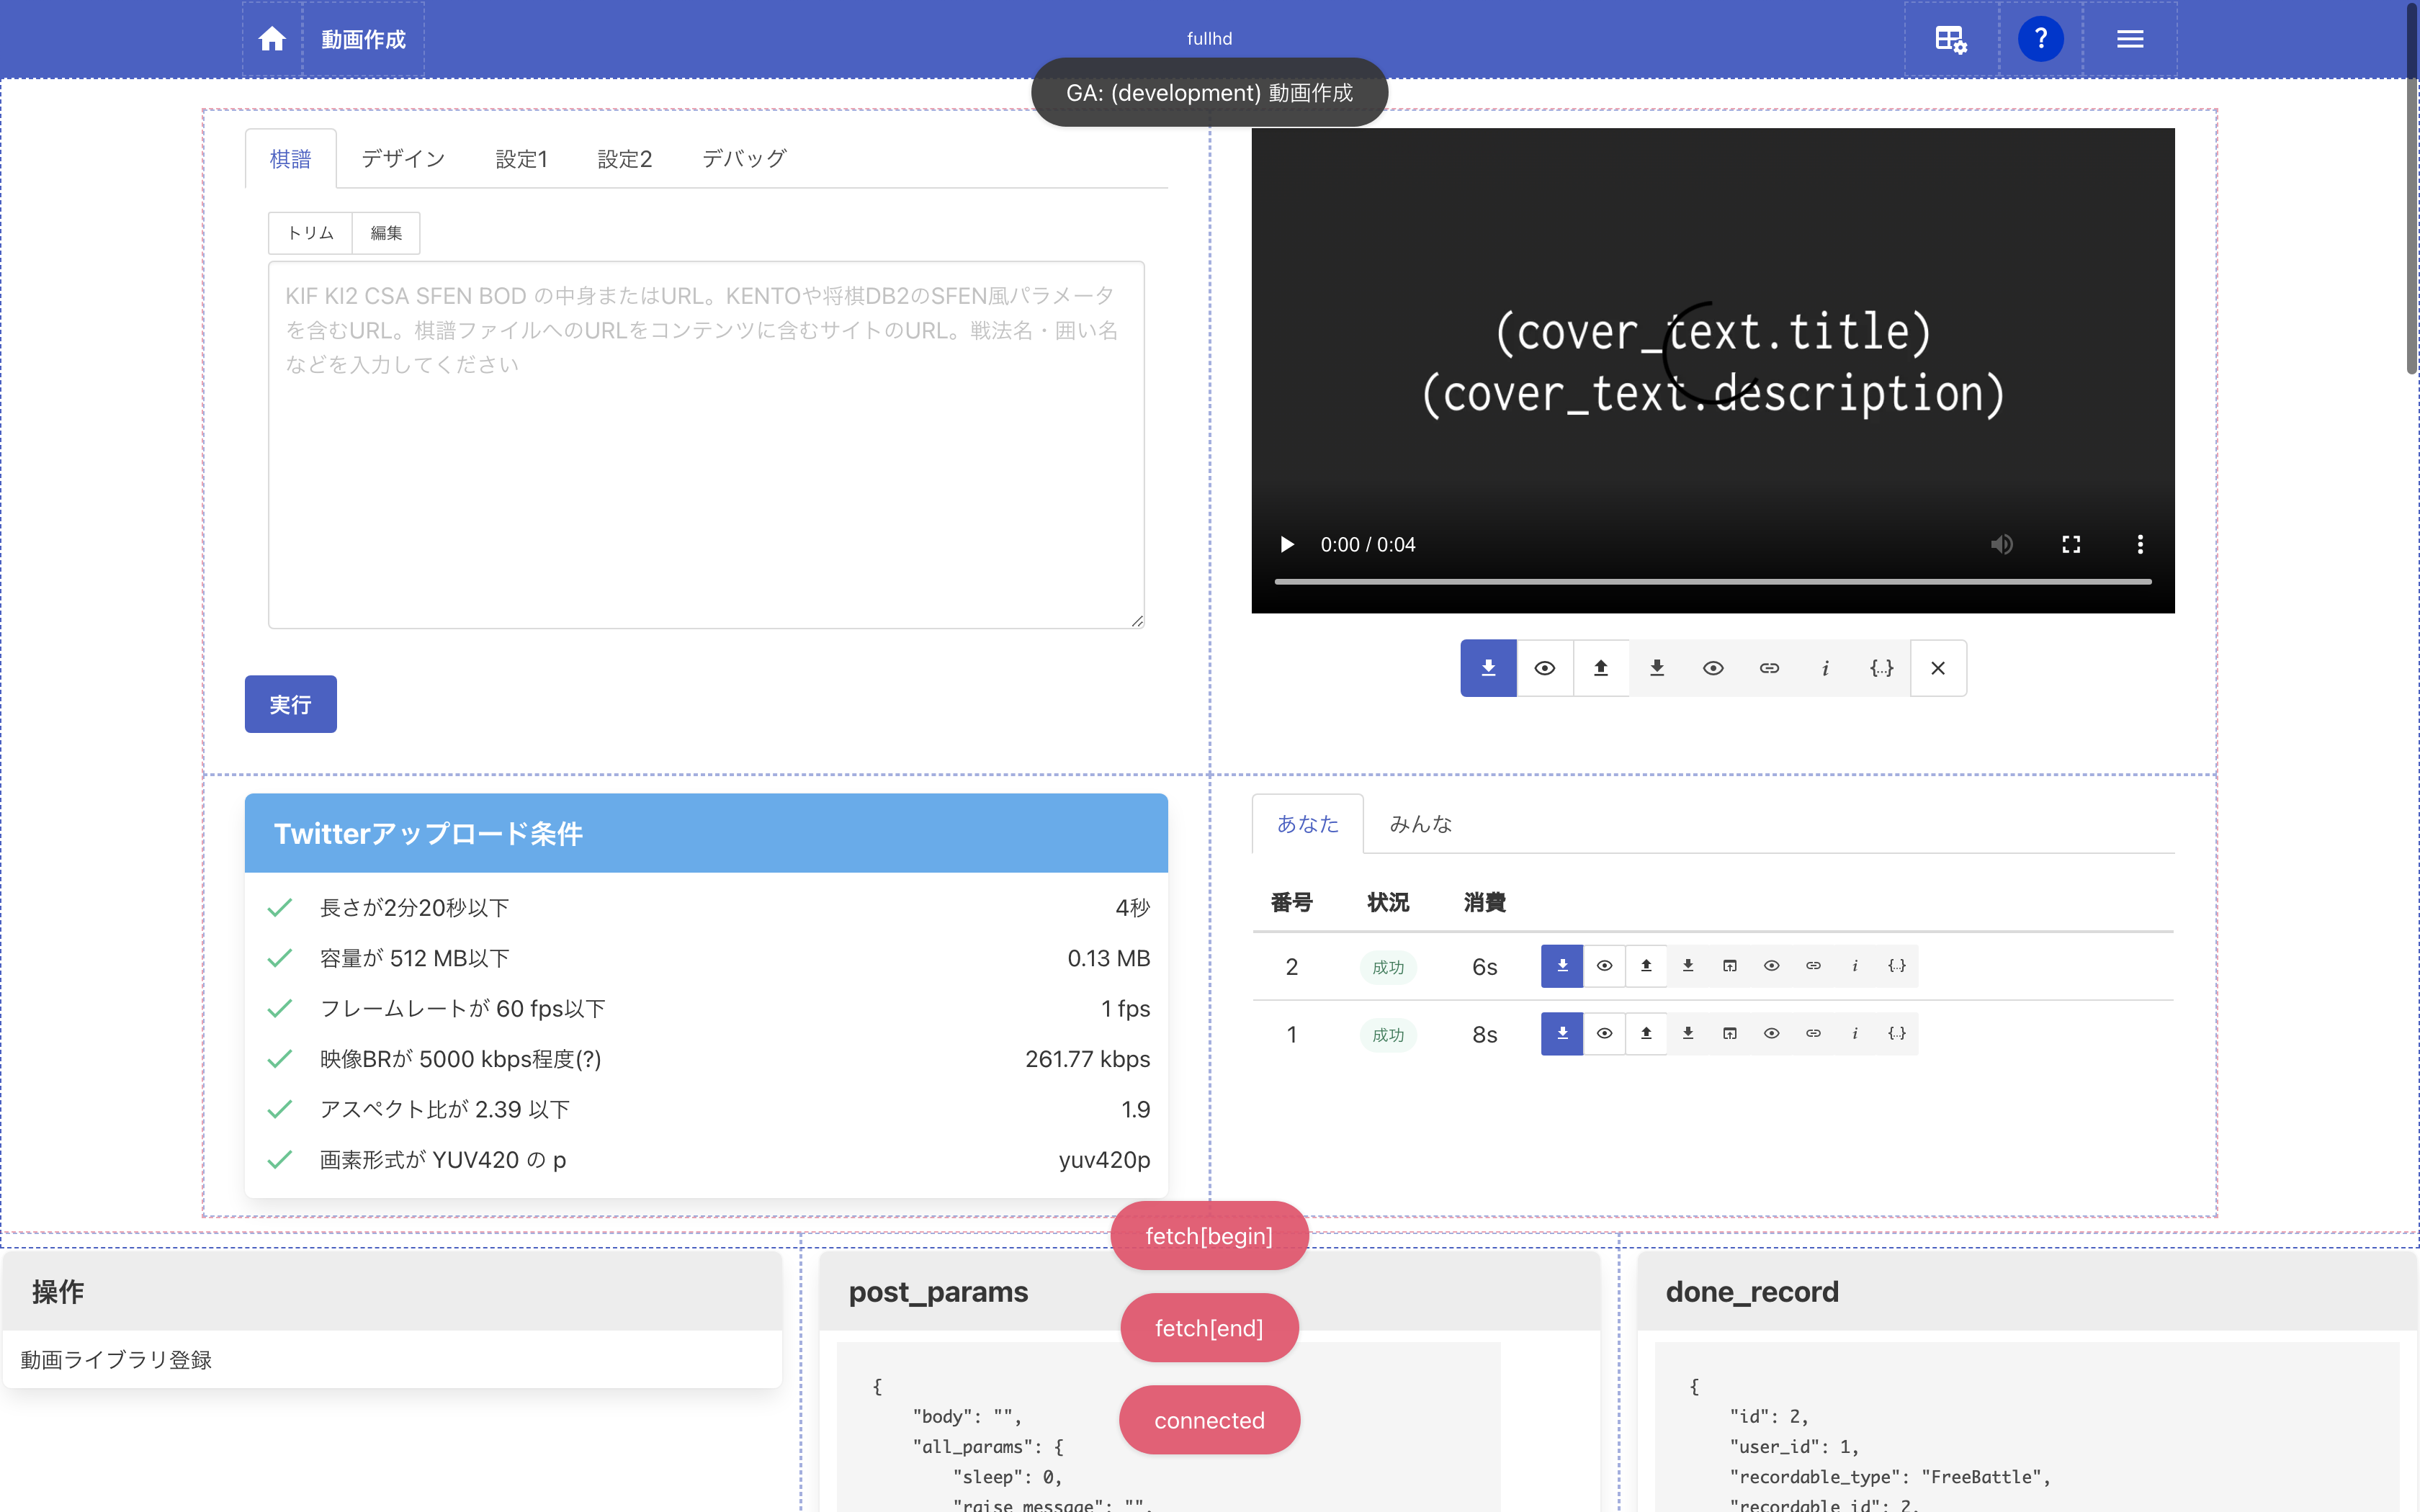 動画作成
fullhd
GA: (development) 動画作成
棋譜
デザイン
設定1
設定2
デバッグ
トリム
編集
KIF KI2 CSA SFEN BOD の中身またはURL。KENTOや将棋DB2のSFEN風パラメータ
を含むURL。棋譜ファイルへのURLをコンテンツに含むサイトのURL。戦法名・囲い名
などを入力してください
実行
(cover_text.title)
(cover_text.description)
0:00 / 0:04
Twitterアップロード条件
長さが2分20秒以下 4秒
容量が 512 MB以下 0.13 MB
フレームレートが 60 fps以下 1 fps
映像BRが 5000 kbps程度(?) 261.77 kbps
アスペクト比が 2.39 以下 1.9
画素形式が YUV420 の p yuv420p
あなた
みんな
番号 状況 消費
2 成功 6s
1 成功 8s
fetch[begin]
fetch[end]
connected
操作
動画ライブラリ登録
post_params
{
"body": "",
"all_params": {
"sleep": 0,
"raise_message": "",
done_record
{
"id": 2,
"user_id": 1,
"recordable_type": "FreeBattle",
"recordable_id": 2,